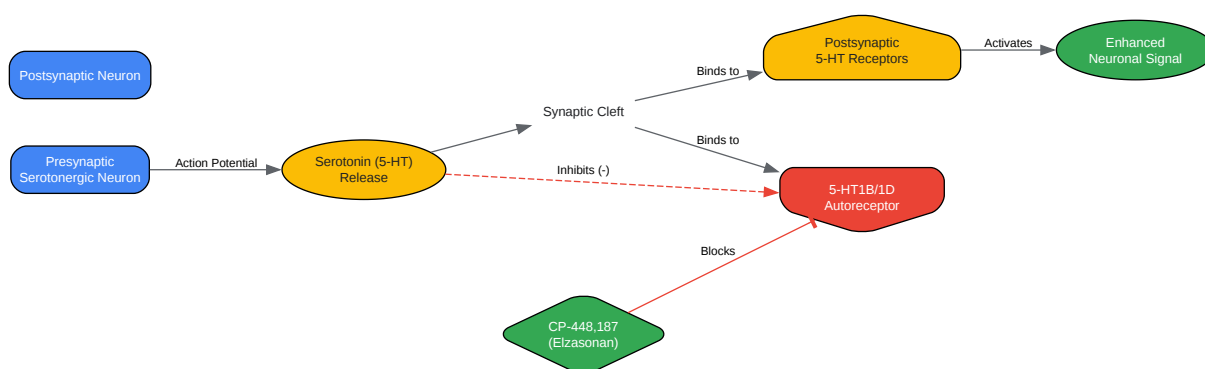 Postsynaptic Neuron
Presynaptic
Serotonergic Neuron
Action Potential
Serotonin (5-HT)
Release
Synaptic Cleft
Inhibits (-)
Binds to
Binds to
Postsynaptic
5-HT Receptors
Activates
Enhanced
Neuronal Signal
5-HT1B/1D
Autoreceptor
Blocks
CP-448,187
(Elzasonan)